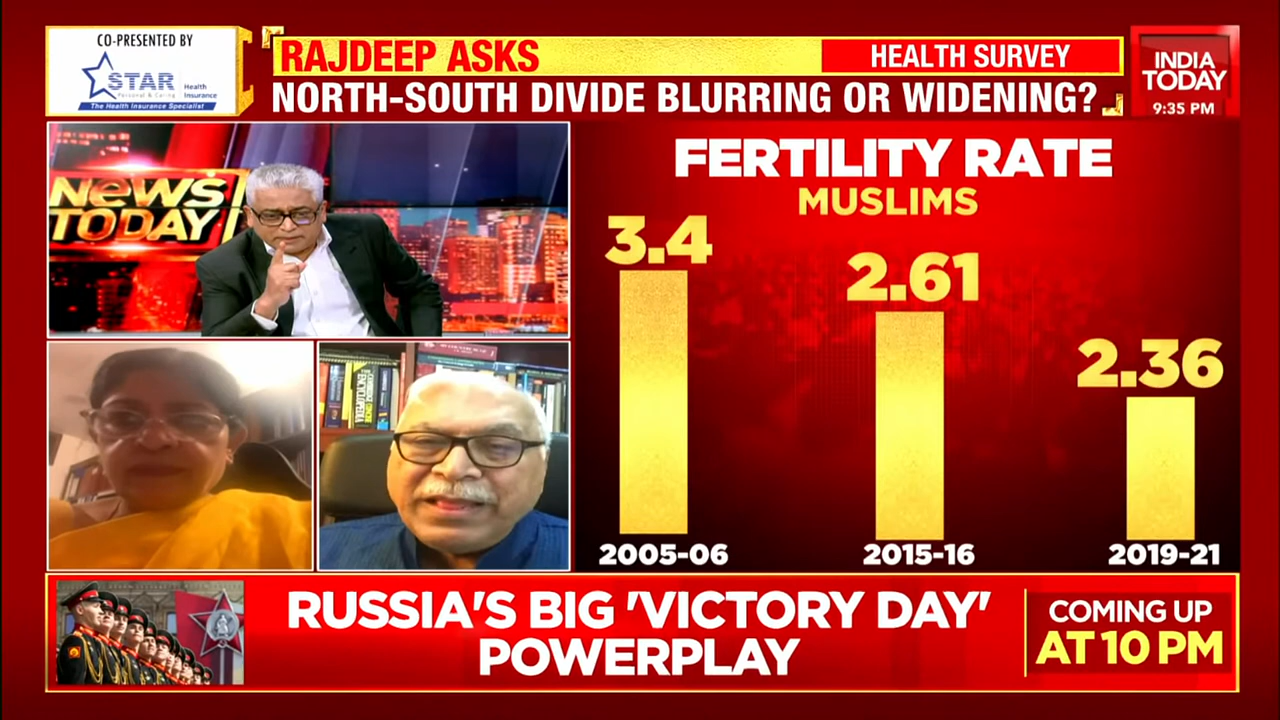 CO-PRESENTED BY
STAR
Health
Insurance
Personal & Caring
The Health Insurance Specialist
RAJDEEP ASKS
HEALTH SURVEY
NORTH-SOUTH DIVIDE BLURRING OR WIDENING?
INDIA
TODAY
9:35 PM
NEWS
TODAY
FERTILITY RATE
MUSLIMS
3.4
2.61
2.36
2005-06
2015-16
2019-21
RUSSIA'S BIG 'VICTORY DAY'
POWERPLAY
COMING UP
AT 10 PM